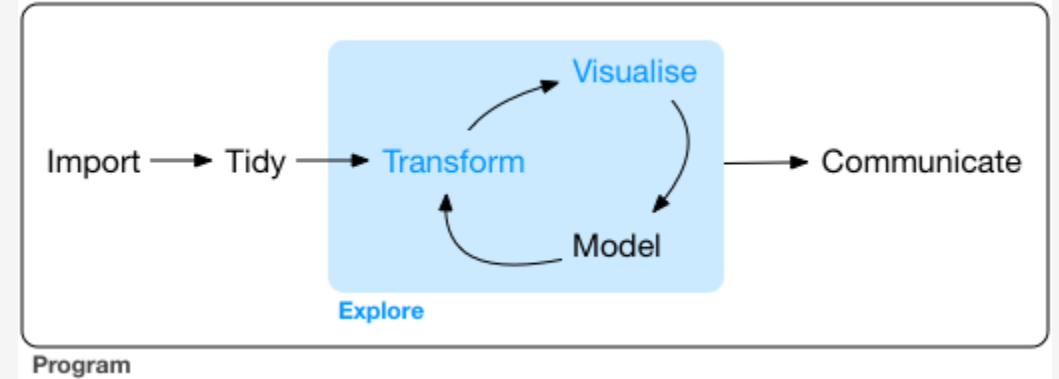 Visualise
Import Tidy Transform Communicate
Model
Explore
Program